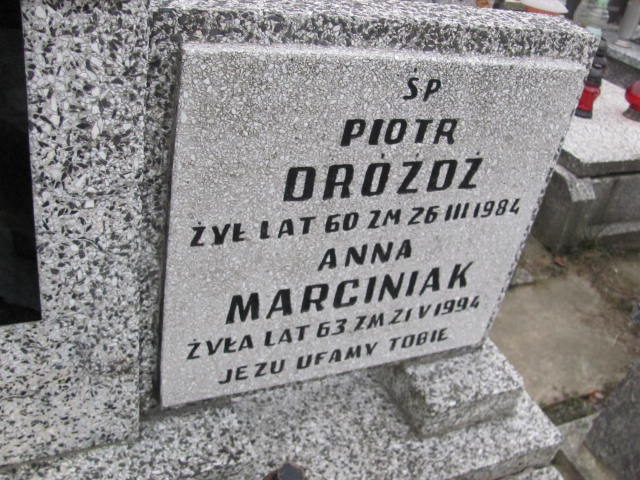 ŚP
PIOTR
DRÓŻDŻ
ŻYŁ LAT 60 ZM 26 III 1984
ANNA
MARCINIAK
ŻYŁA LAT 63 ZM 21 V 1994
JEZU UFAMY TOBIE